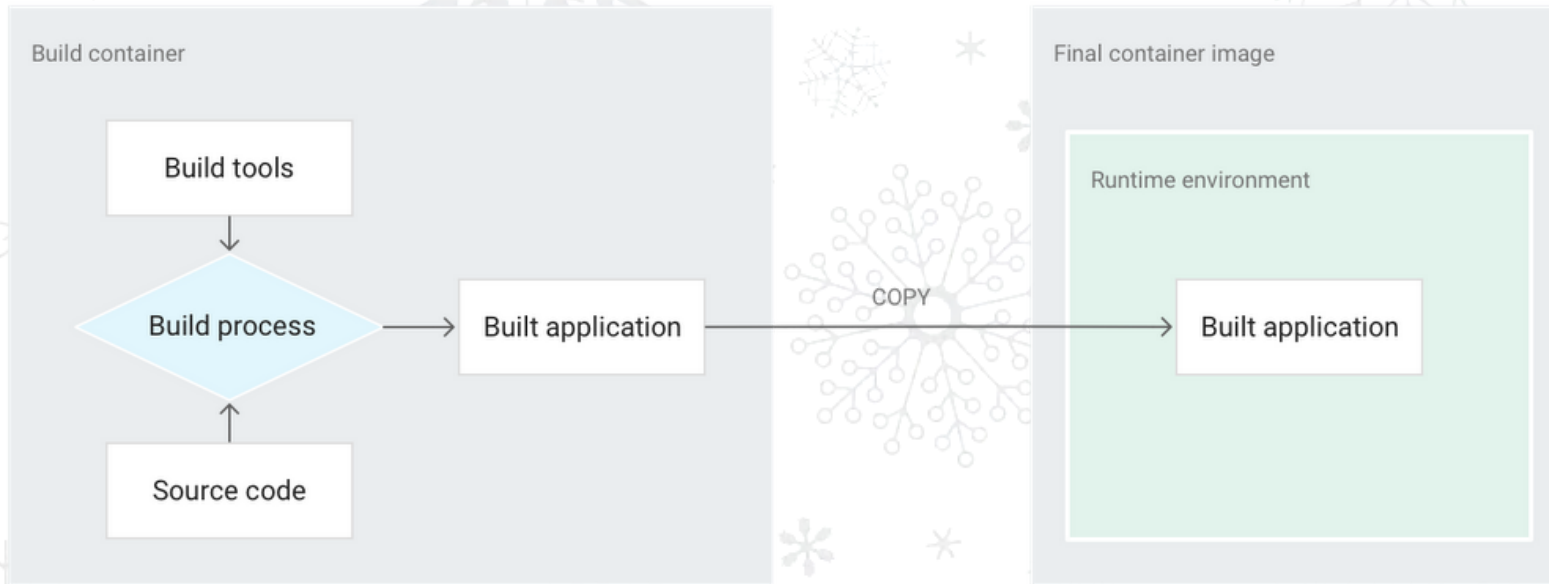 Build container
Build tools
Build process
Source code
Built application
COPY
Final container image
Runtime environment
Built application